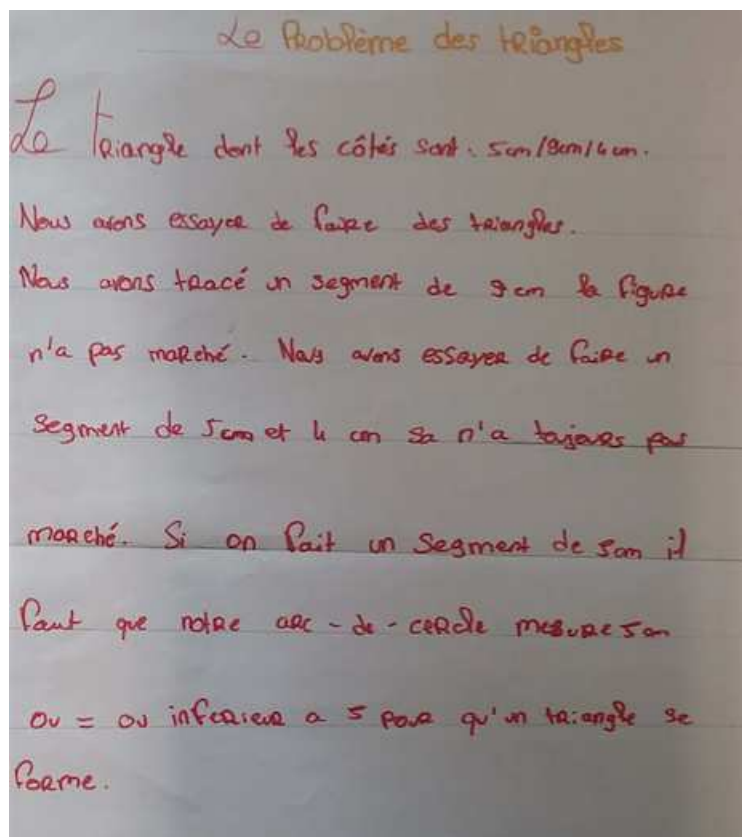 Le Problème des triangles
Le triangle dont les côtés sont : 5cm/9cm/4cm.
Nous avons essayer de faire des triangles.
Nous avons tracé un segment de 9 cm la figure
n'a pas marché. Nous avons essayer de faire un
segment de 5cm et 4 cm sa n'a toujours pas
marché. Si on fait un segment de 5cm il
faut que notre arc-de-cercle mesure 5cm
ou = ou inferieur a 5 pour qu'un triangle se
forme.